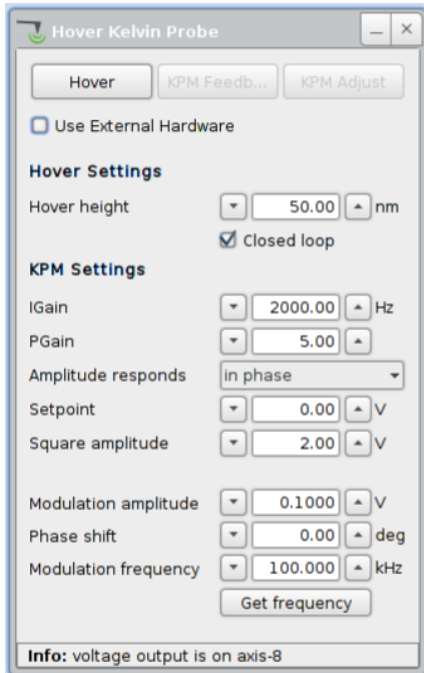 Hover Kelvin Probe
Hover KPM Feedb... KPM Adjust
Use External Hardware
Hover Settings
Hover height 50.00 nm
Closed loop
KPM Settings
IGain 2000.00 Hz
PGain 5.00
Amplitude responds in phase
Setpoint 0.00 V
Square amplitude 2.00 V
Modulation amplitude 0.1000 V
Phase shift 0.00 deg
Modulation frequency 100.000 kHz
Get frequency
Info: voltage output is on axis-8